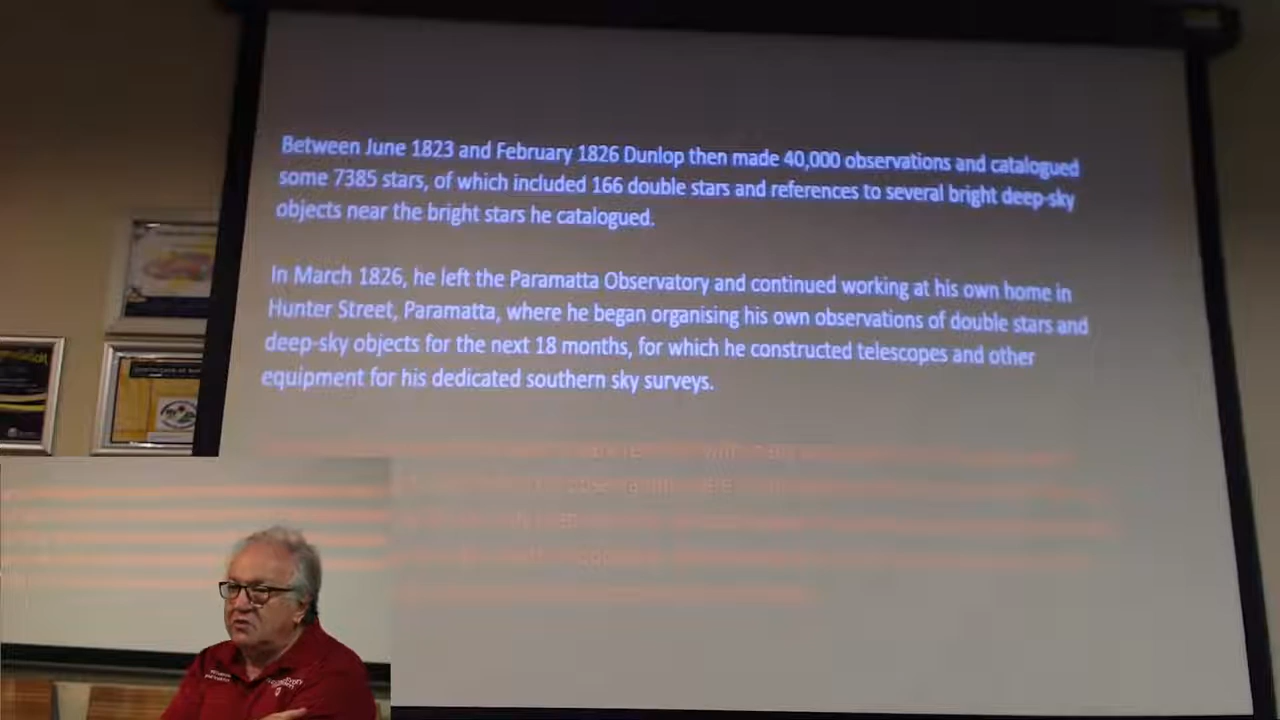 Between June 1823 and February 1826 Dunlop then made 40,000 observations and catalogued
some 7385 stars, of which included 166 double stars and references to several bright deep-sky
objects near the bright stars he catalogued.
In March 1826, he left the Paramatta Observatory and continued working at his own home in
Hunter Street, Paramatta, where he began organising his own observations of double stars and
deep-sky objects for the next 18 months, for which he constructed telescopes and other
equipment for his dedicated southern sky surveys.